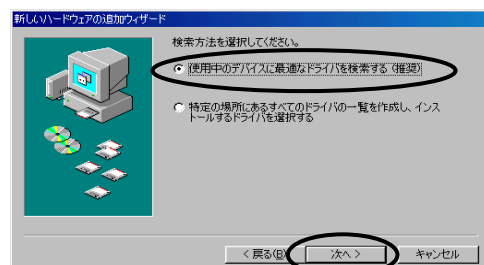 新しいハードウェアの追加ウィザード
検索方法を選択してください。
使用中のデバイスに最適なドライバを検索する（推奨）
特定の場所にあるすべてのドライバの一覧を作成し、インス
トールするドライバを選択する
< 戻る(B)
次へ >
キャンセル